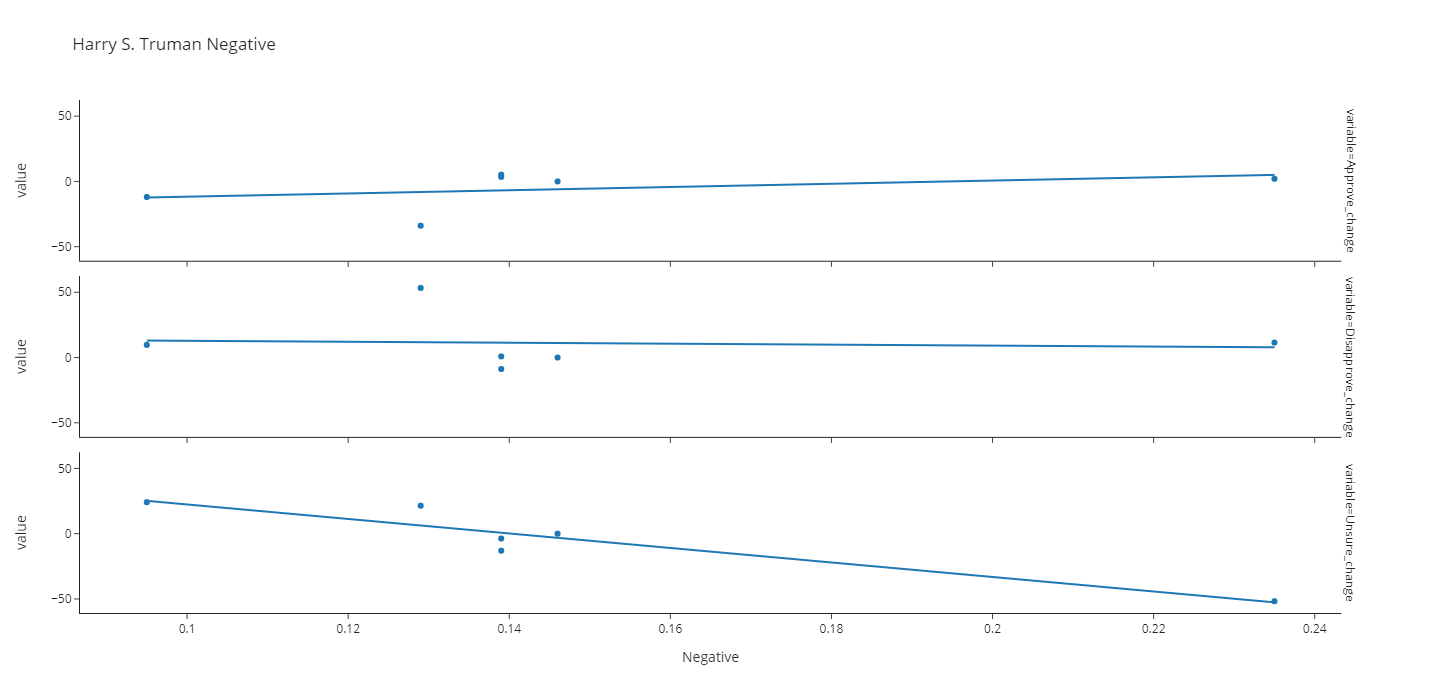 Harry S. Truman Negative
50
0
−50
value
variable=Approve_change
50
0
−50
value
variable=Disapprove_change
50
0
−50
value
variable=Unsure_change
0.1 0.12 0.14 0.16 0.18 0.2 0.22 0.24
Negative